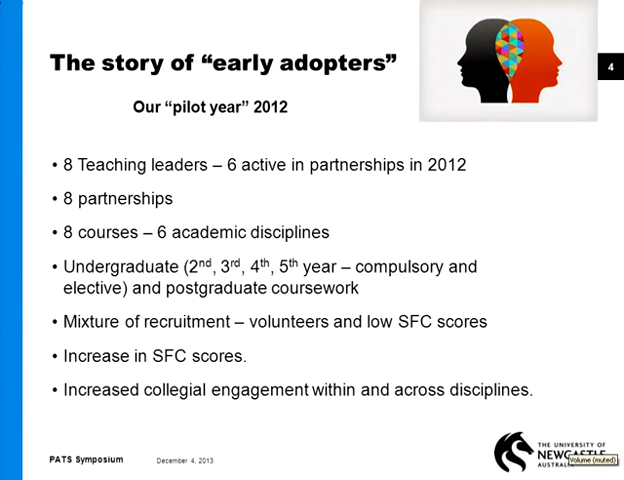 The story of “early adopters”
4
Our “pilot year” 2012
• 8 Teaching leaders – 6 active in partnerships in 2012
• 8 partnerships
• 8 courses – 6 academic disciplines
• Undergraduate (2nd, 3rd, 4th, 5th year – compulsory and
elective) and postgraduate coursework
• Mixture of recruitment – volunteers and low SFC scores
• Increase in SFC scores.
• Increased collegial engagement within and across disciplines.
PATS Symposium
December 4, 2013
THE UNIVERSITY OF
NEWCASTLE
AUSTRALIA
Volume (muted)